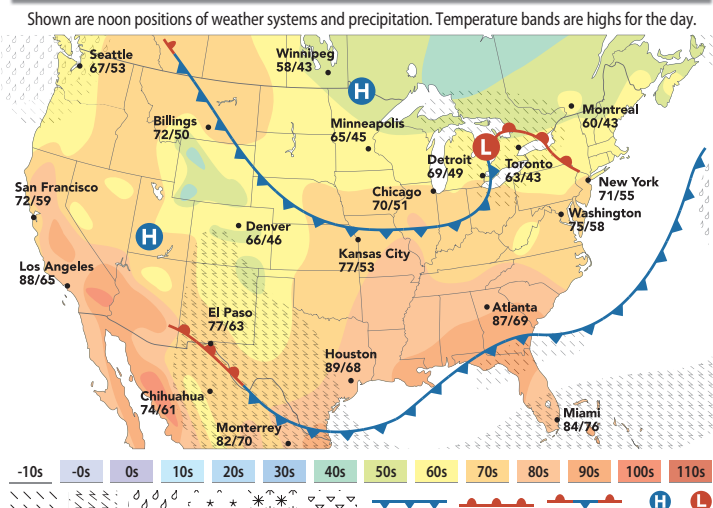 Shown are noon positions of weather systems and precipitation. Temperature bands are highs for the day.
Seattle
67/53
Winnipeg
58/43
H
Billings
72/50
Minneapolis
65/45
Montreal
60/43
L
Detroit
69/49
Toronto
63/43
San Francisco
72/59
Chicago
70/51
New York
71/55
Washington
75/58
H
Denver
66/46
Kansas City
77/53
Los Angeles
88/65
El Paso
77/63
Atlanta
87/69
Houston
89/68
Chihuahua
74/61
Monterrey
82/70
Miami
84/76
-10s -0s 0s 10s 20s 30s 40s 50s 60s 70s 80s 90s 100s 110s
H L